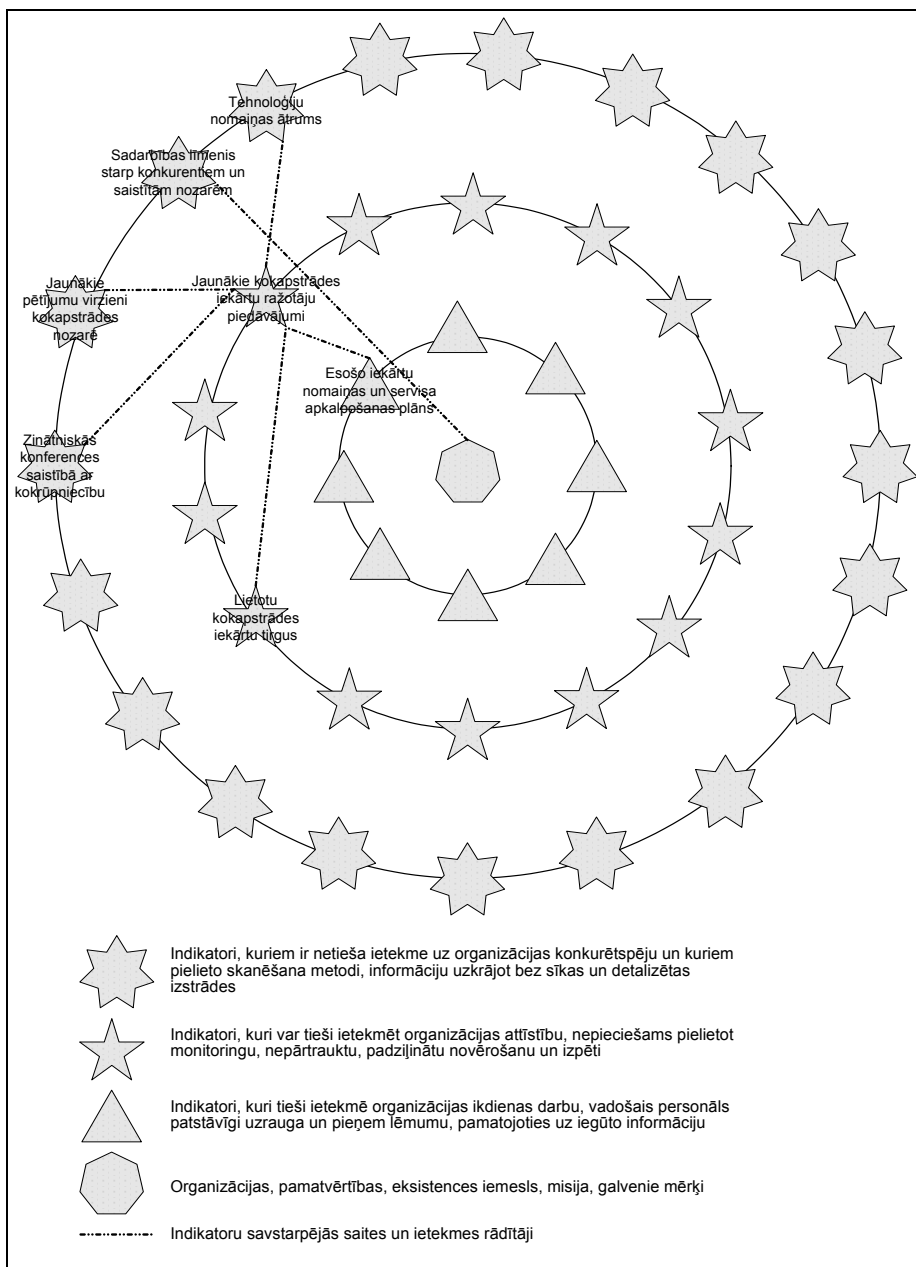 Tehnoloģiju
nomaiņas ātrums
Sadarbības līmenis
starp konkurentiem un
saistītām nozarēm
Jaunākie
pētījumu virzieni
kokapstrādes
nozarē
Jaunākie kokapstrādes
iekārtu ražotāju
piedāvājumi
Esošo iekārtu
nomaiņas un servisa
apkalpošanas plāns
Zinātniskās
konferences
saistībā ar
kokrūpniecību
Lietotu
kokapstrādes
iekārtu tirgus
Indikatori, kuriem ir netieša ietekme uz organizācijas konkurētspēju un kuriem
pielieto skanēšana metodi, informāciju uzkrājot bez sīkas un detalizētas
izstrādes
Indikatori, kuri var tieši ietekmēt organizācijas attīstību, nepieciešams pielietot
monitoringu, nepārtrauktu, padziļinātu novērošanu un izpēti
Indikatori, kuri tieši ietekmē organizācijas ikdienas darbu, vadošais personāls
patstāvīgi uzrauga un pieņem lēmumu, pamatojoties uz iegūto informāciju
Organizācijas, pamatvērtības, eksistences iemesls, misija, galvenie mērķi
Indikatoru savstarpējās saites un ietekmes rādītāji